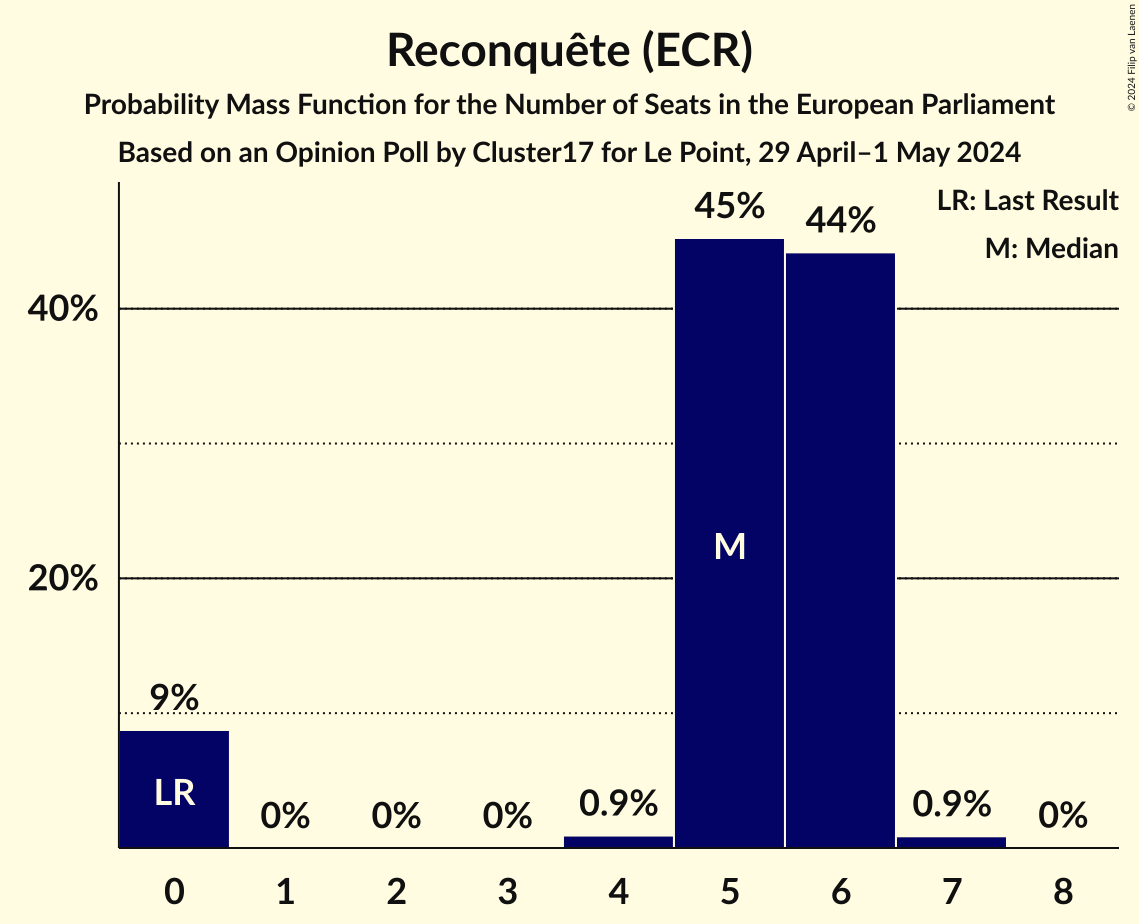 Reconquête (ECR)
Probability Mass Function for the Number of Seats in the European Parliament
Based on an Opinion Poll by Cluster17 for Le Point, 29 April–1 May 2024
© 2024 Filip van Laenen
LR: Last Result
M: Median
45%
44%
40%
M
20%
9%
LR
0%
0%
0%
0.9%
0.9%
0%
0 1 2 3 4 5 6 7 8